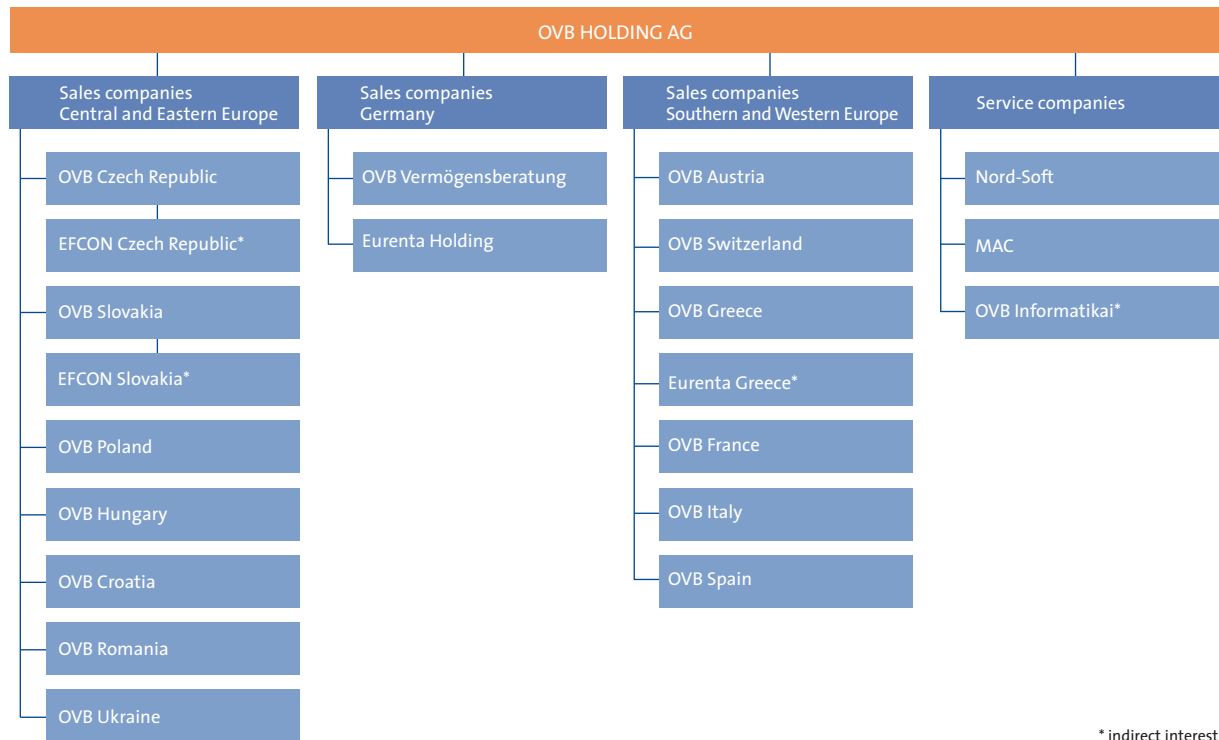 OVB HOLDING AG
Sales companies
Central and Eastern Europe
OVB Czech Republic
EFCON Czech Republic*
OVB Slovakia
EFCON Slovakia*
OVB Poland
OVB Hungary
OVB Croatia
OVB Romania
OVB Ukraine
Sales companies
Germany
OVB Vermögensberatung
Eurenta Holding
Sales companies
Southern and Western Europe
OVB Austria
OVB Switzerland
OVB Greece
Eurenta Greece*
OVB France
OVB Italy
OVB Spain
Service companies
Nord-Soft
MAC
OVB Informatikai*
* indirect interest